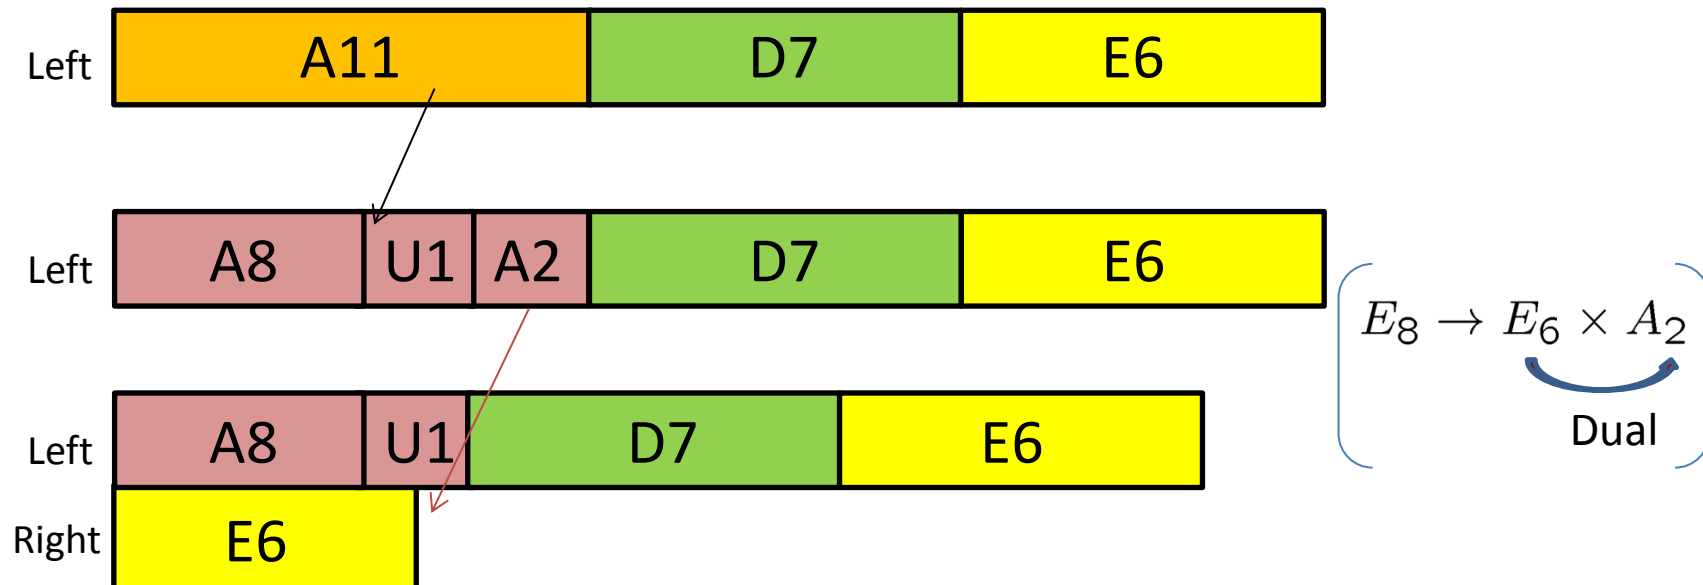 Left A11 D7 E6
Left A8 U1 A2 D7 E6
E₈ → E₆ × A₂
Dual
Left A8 U1 D7 E6
Right E6